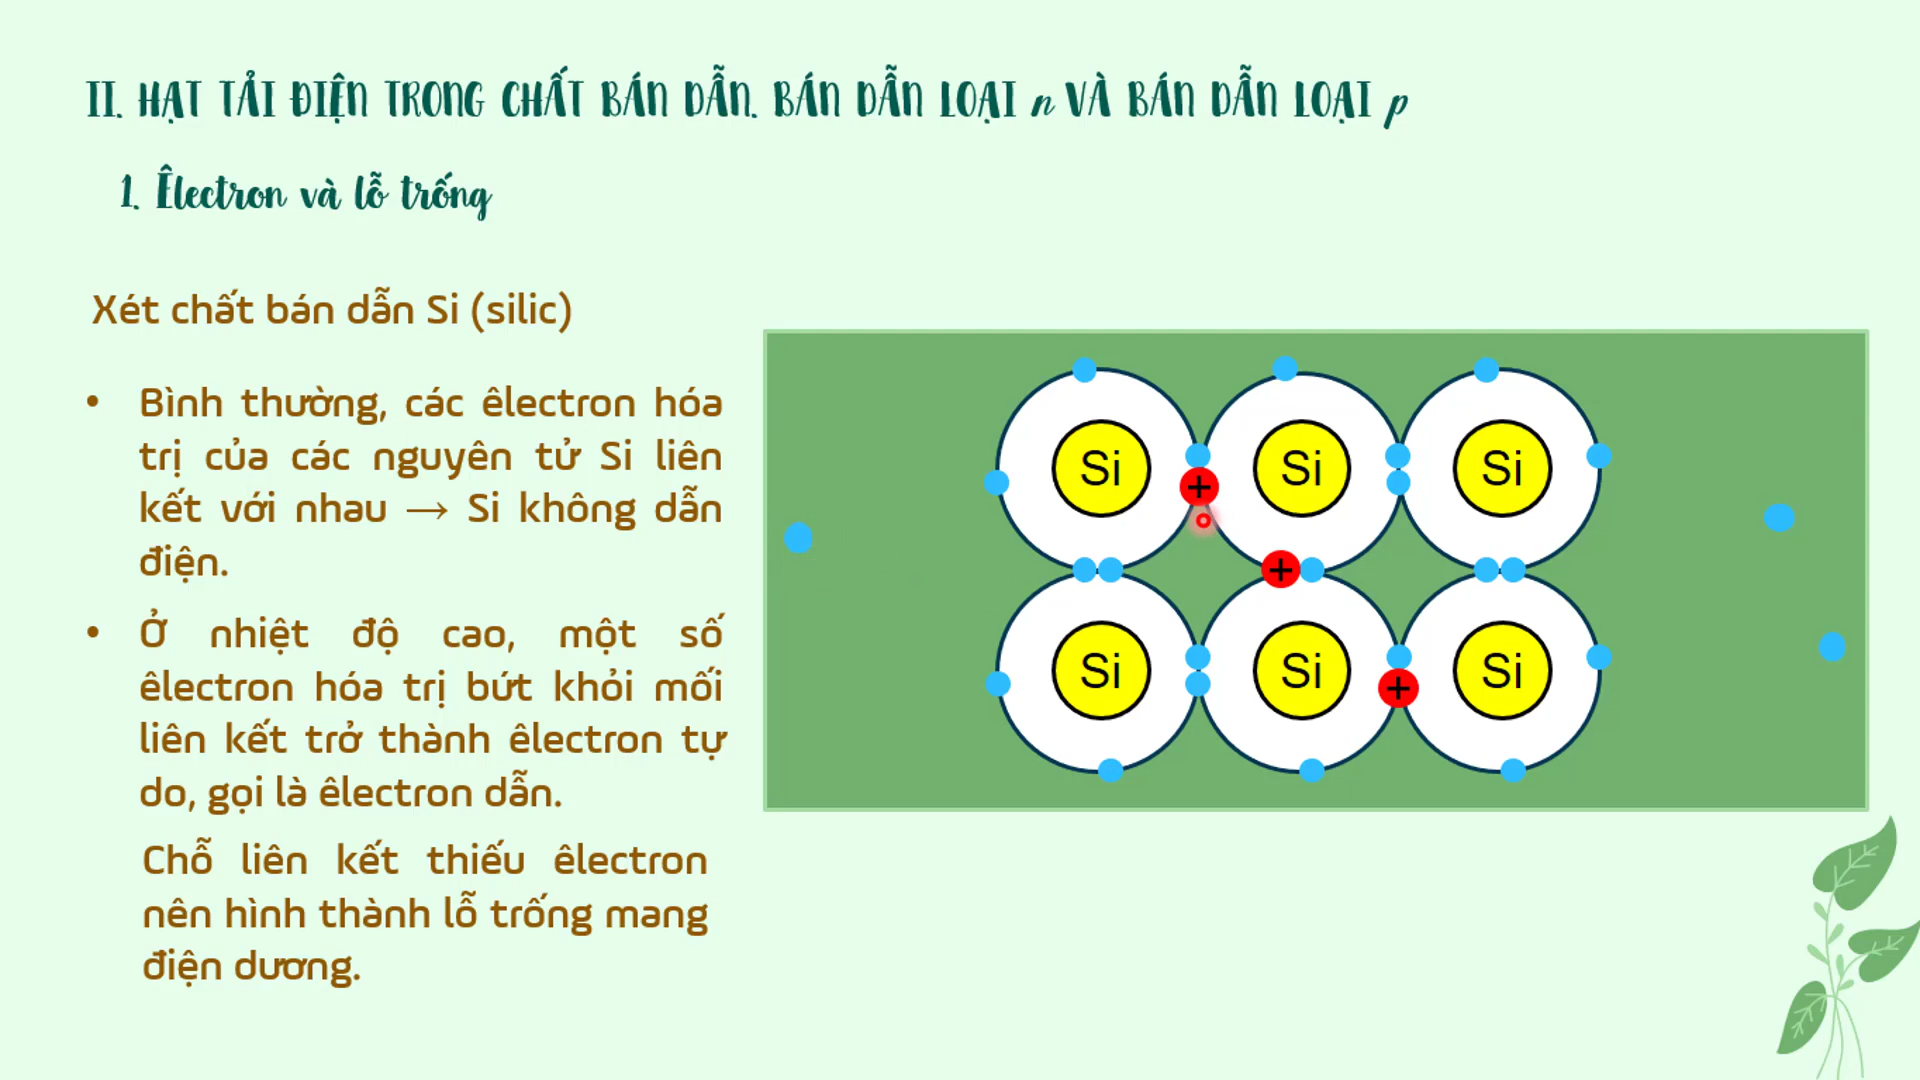 II. HẠT TẢI ĐIỆN TRONG CHẤT BÁN DẪN. BÁN DẪN LOẠI n VÀ BÁN DẪN LOẠI p
1. Êlectron và lỗ trống
Xét chất bán dẫn Si (silic)
• Bình thường, các êlectron hóa
trị của các nguyên tử Si liên
kết với nhau → Si không dẫn
điện.
• Ở nhiệt độ cao, một số
êlectron hóa trị bứt khỏi mối
liên kết trở thành êlectron tự
do, gọi là êlectron dẫn.
Chỗ liên kết thiếu êlectron
nên hình thành lỗ trống mang
điện dương.
Si Si Si
+
+
Si Si Si
+